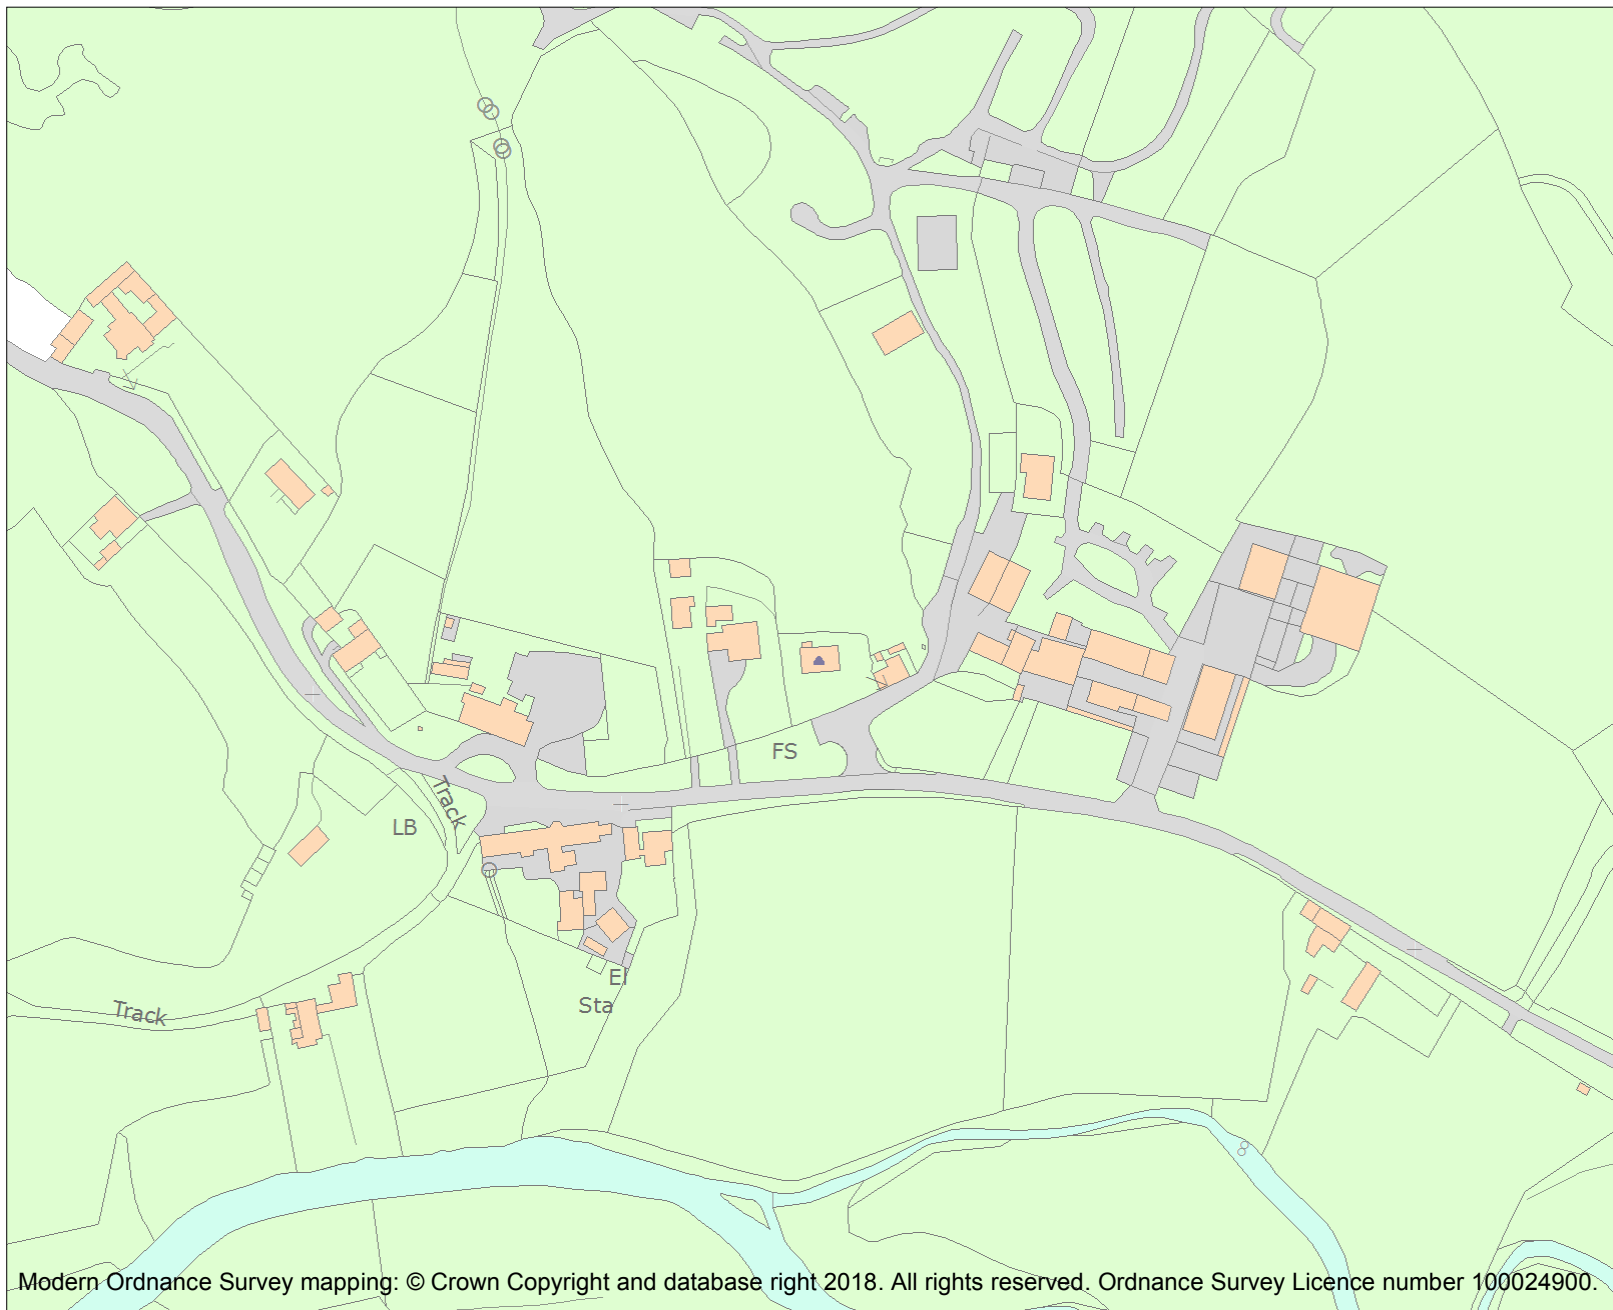 FS
Track
LB
El
Sta
Track
Modern Ordnance Survey mapping: © Crown Copyright and database right 2018. All rights reserved. Ordnance Survey Licence number 100024900.